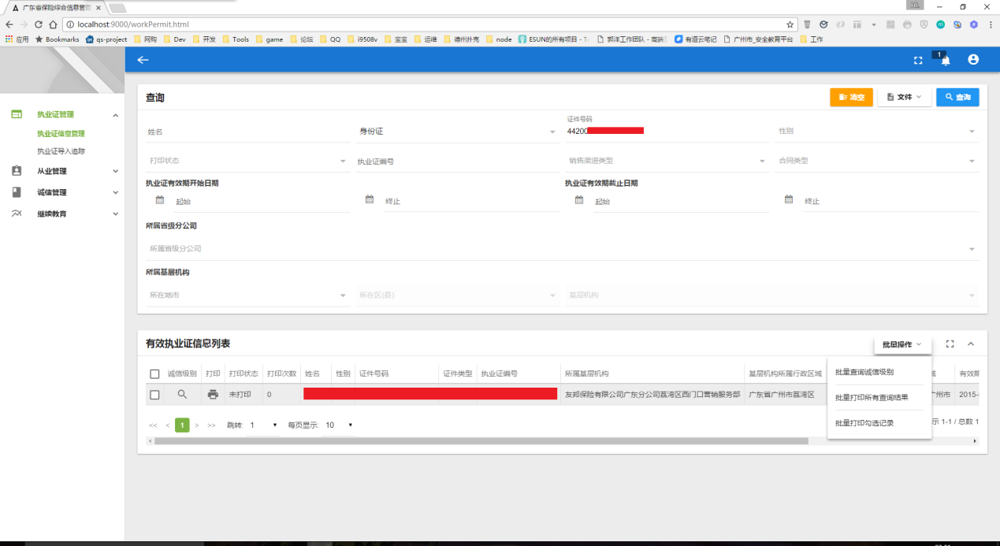 广东省保险综合信息管理
HL
localhost:9000/workPermit.html
应用 Bookmarks qs-project 网购 Dev 开发 Tools game 论坛 QQ i9508v 宝宝 运维 德州扑克 node ESUN的所有项目 - T 郭洋工作团队 - 高端 有道云笔记 广州市_安全教育平台 工作
1
执业证管理
执业证信息管理
执业证导入追踪
从业管理
诚信管理
继续教育
查询
清空 文件 查询
证件号码
姓名 身份证 44200 性别
打印状态 执业证编号 销售渠道类型 合同类型
执业证有效期开始日期 执业证有效期截止日期
起始 终止 起始 终止
所属省级分公司
所属省级分公司
所属基层机构
所在地市 所在区(县) 基层机构
有效执业证信息列表 批量操作
诚信级别 打印 打印状态 打印次数 姓名 性别 证件号码 证件类型 执业证编号 所属基层机构 基层机构所属行政区域 域 有效期
未打印 0 友邦保险有限公司广东分公司荔湾区西门口营销服务部 广东省广州市荔湾区 广州市 2015-
批量查询诚信级别
批量打印所有查询结果
批量打印勾选记录
<< < 1 > >> 跳转: 1 每页显示: 10 示 1-1 / 总数 1